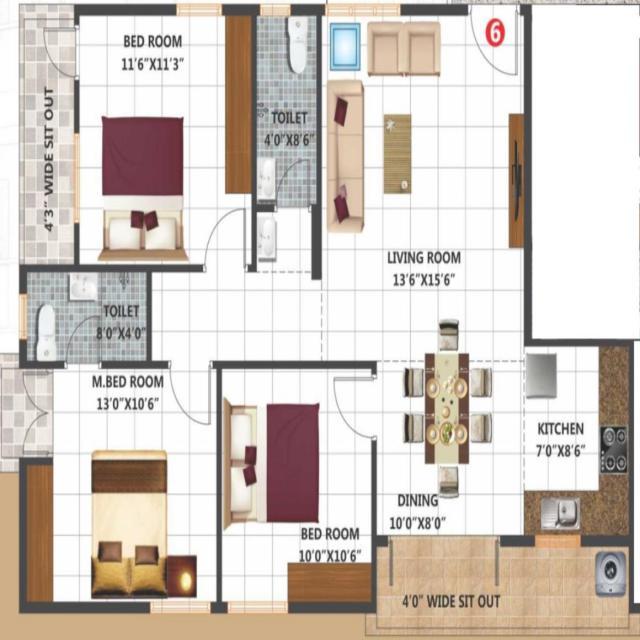 6
BED ROOM
11'6"X11'3"
TOILET
4'0"X8'6"
4'3" WIDE SIT OUT
LIVING ROOM
13'6"X15'6"
TOILET
8'0"X4'0"
M.BED ROOM
13'0"X10'6"
KITCHEN
7'0"X8'6"
DINING
10'0"X8'0"
BED ROOM
10'0"X10'6"
4'0" WIDE SIT OUT